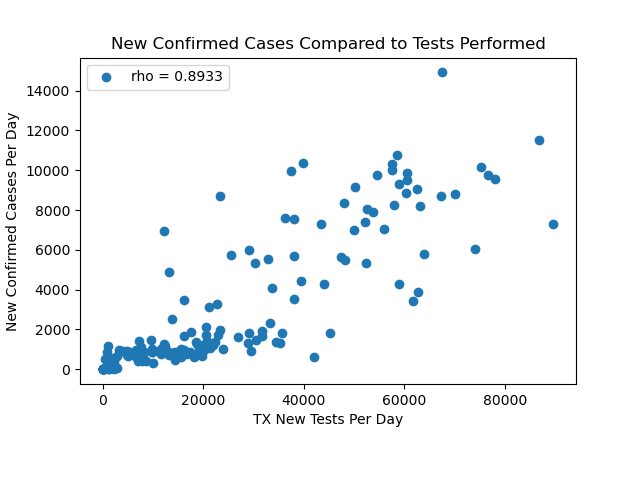 New Confirmed Cases Compared to Tests Performed
rho = 0.8933
New Confirmed Caeses Per Day
14000
12000
10000
8000
6000
4000
2000
0
0 20000 40000 60000 80000
TX New Tests Per Day